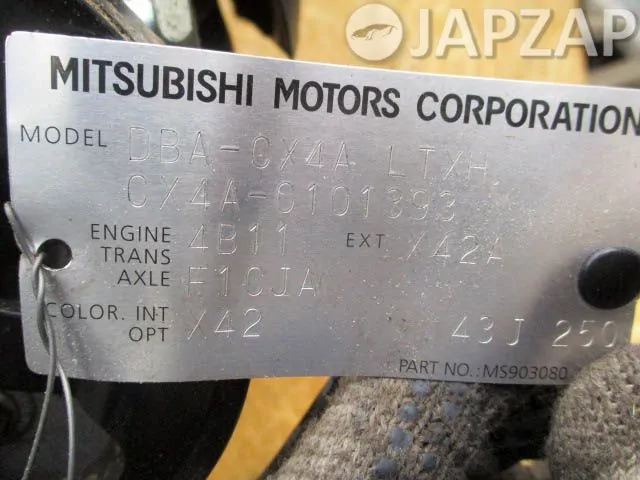 JAPZAP
MITSUBISHI MOTORS CORPORATION
MODEL DBA-CX4A LTXH
CX4A-0101393
ENGINE 4B11 EXT X42A
TRANS
AXLE F1CJA
COLOR. INT X42 43J 250
OPT
PART NO.:MS903080